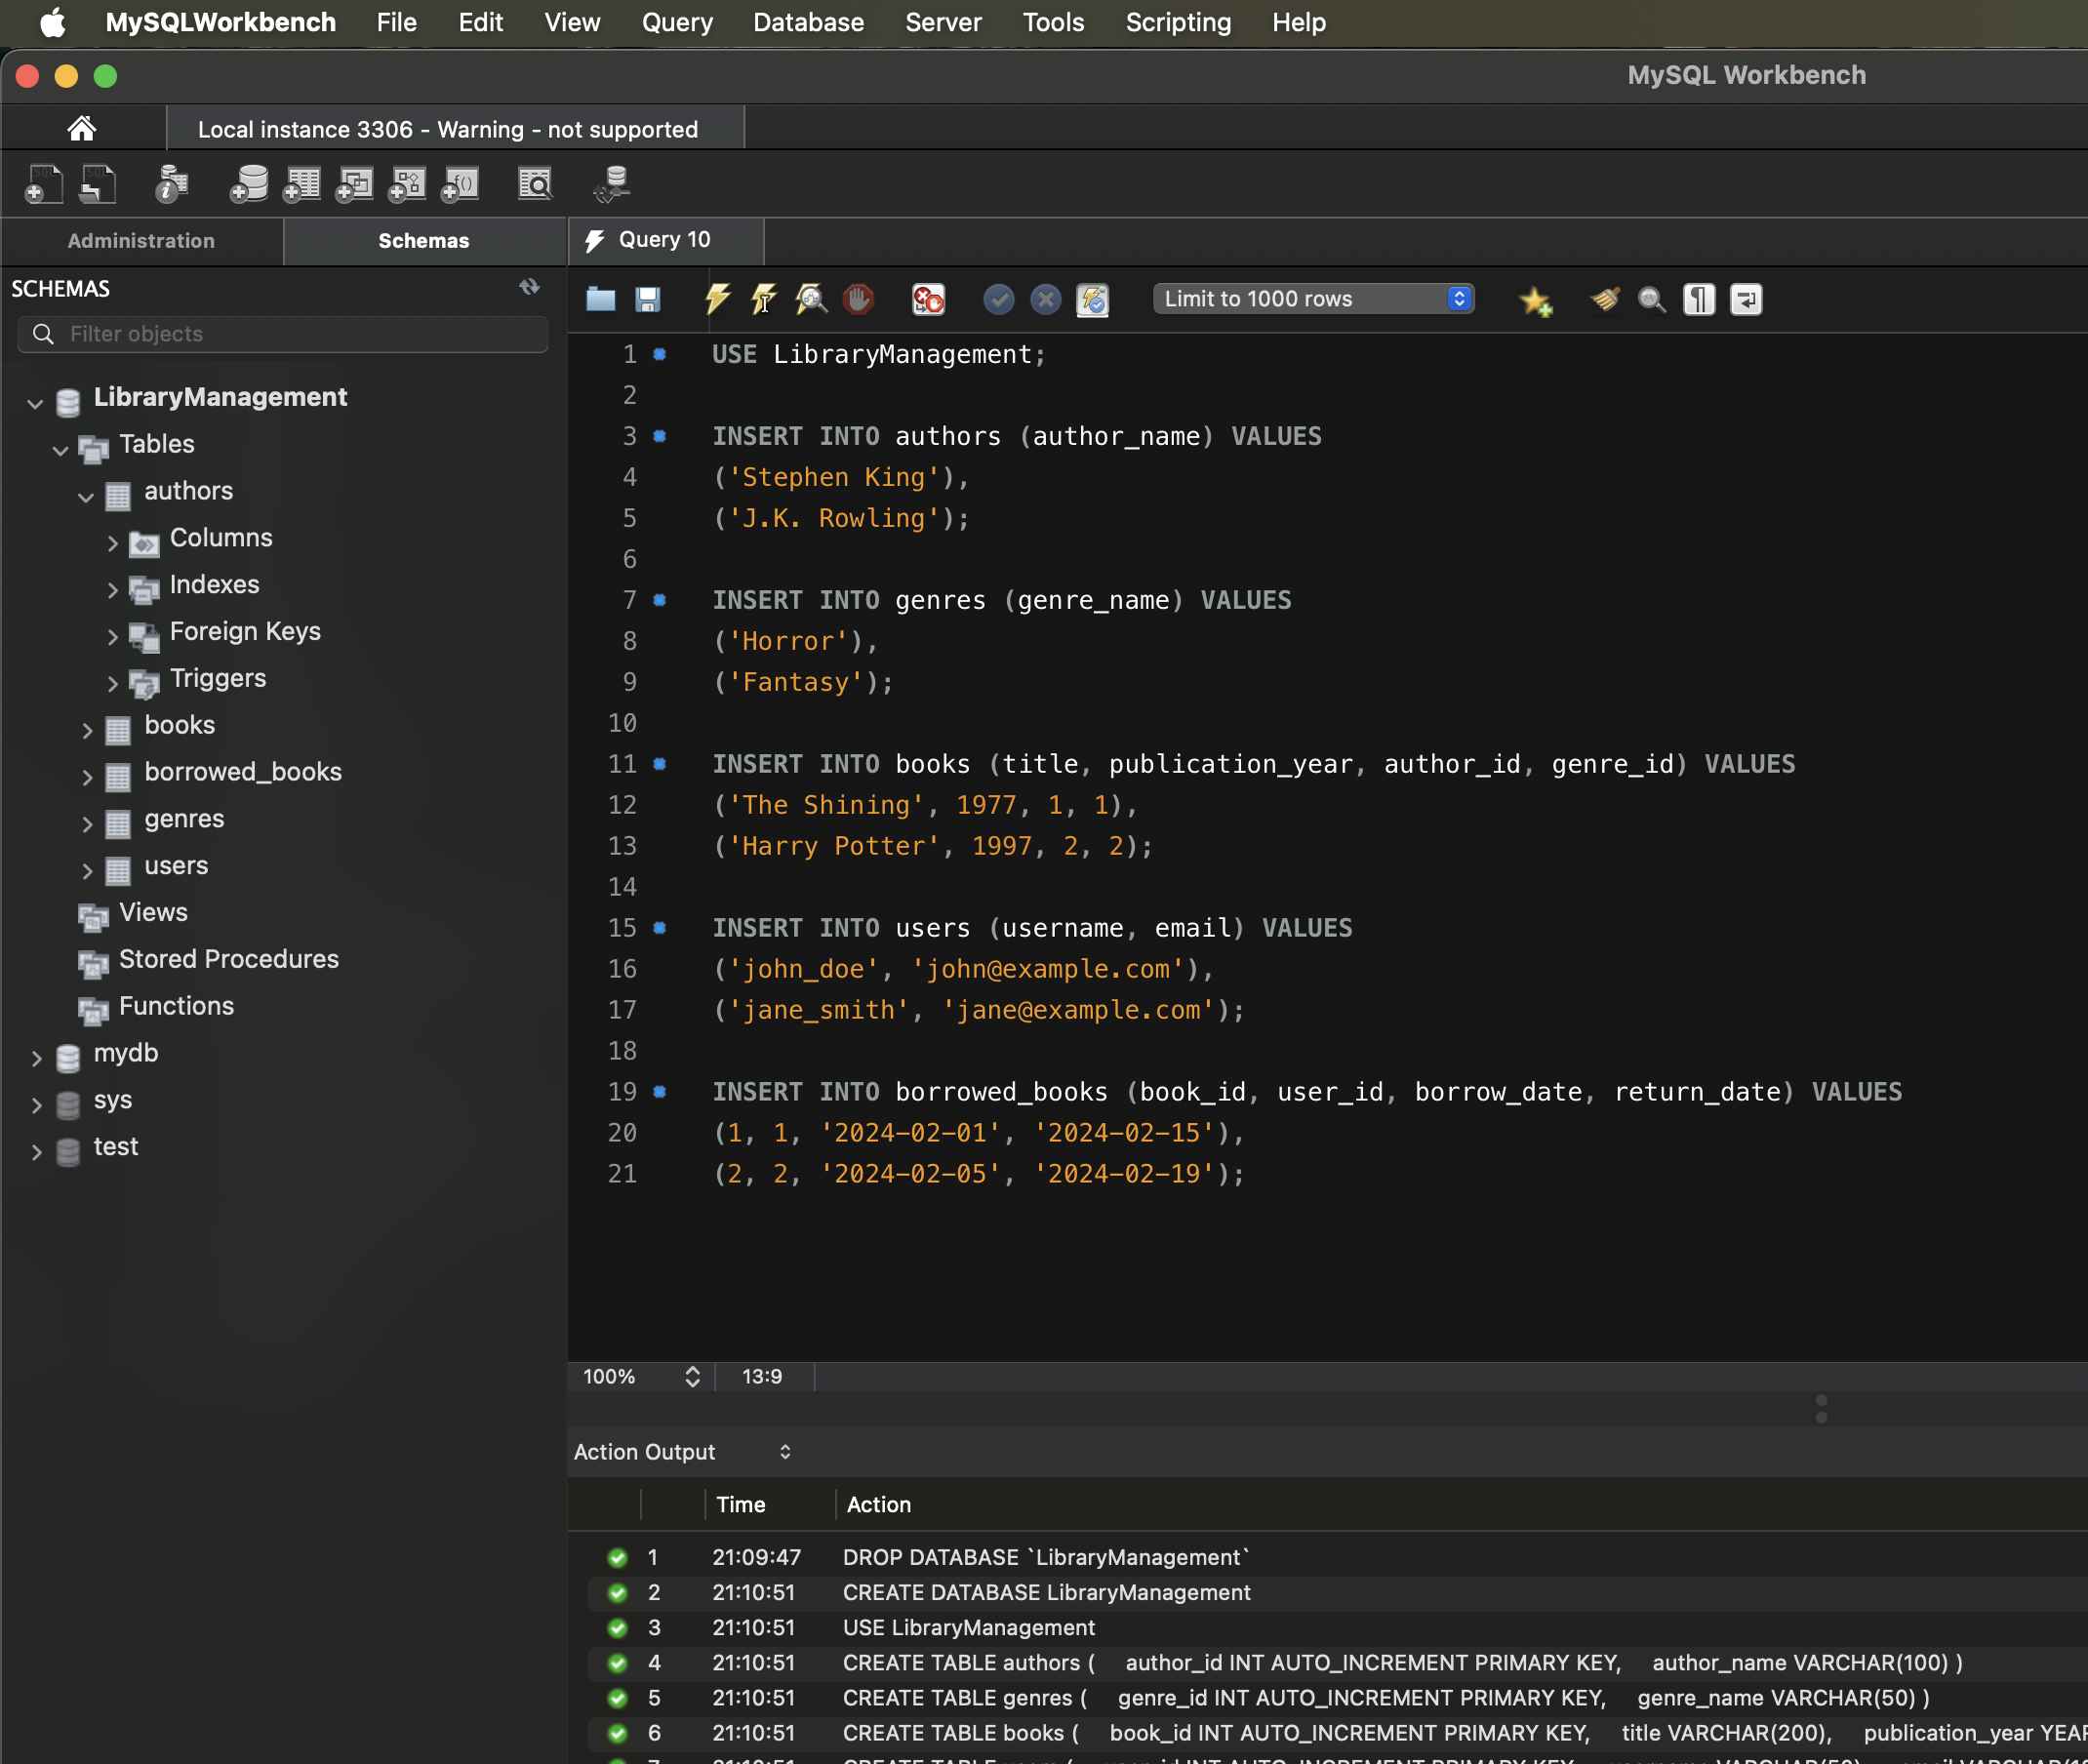 MySQLWorkbench File Edit View Query Database Server Tools Scripting Help
MySQL Workbench
Local instance 3306 - Warning - not supported
Administration Schemas
Query 10
SCHEMAS
Filter objects
Limit to 1000 rows
LibraryManagement
Tables
authors
Columns
Indexes
Foreign Keys
Triggers
books
borrowed_books
genres
users
Views
Stored Procedures
Functions
mydb
sys
test
1 USE LibraryManagement;
2
3 INSERT INTO authors (author_name) VALUES
4 ('Stephen King'),
5 ('J.K. Rowling');
6
7 INSERT INTO genres (genre_name) VALUES
8 ('Horror'),
9 ('Fantasy');
10
11 INSERT INTO books (title, publication_year, author_id, genre_id) VALUES
12 ('The Shining', 1977, 1, 1),
13 ('Harry Potter', 1997, 2, 2);
14
15 INSERT INTO users (username, email) VALUES
16 ('john_doe', 'john@example.com'),
17 ('jane_smith', 'jane@example.com');
18
19 INSERT INTO borrowed_books (book_id, user_id, borrow_date, return_date) VALUES
20 (1, 1, '2024-02-01', '2024-02-15'),
21 (2, 2, '2024-02-05', '2024-02-19');
100% 13:9
Action Output
Time Action
1 21:09:47 DROP DATABASE `LibraryManagement`
2 21:10:51 CREATE DATABASE LibraryManagement
3 21:10:51 USE LibraryManagement
4 21:10:51 CREATE TABLE authors ( author_id INT AUTO_INCREMENT PRIMARY KEY, author_name VARCHAR(100) )
5 21:10:51 CREATE TABLE genres ( genre_id INT AUTO_INCREMENT PRIMARY KEY, genre_name VARCHAR(50) )
6 21:10:51 CREATE TABLE books ( book_id INT AUTO_INCREMENT PRIMARY KEY, title VARCHAR(200), publication_year YEAR